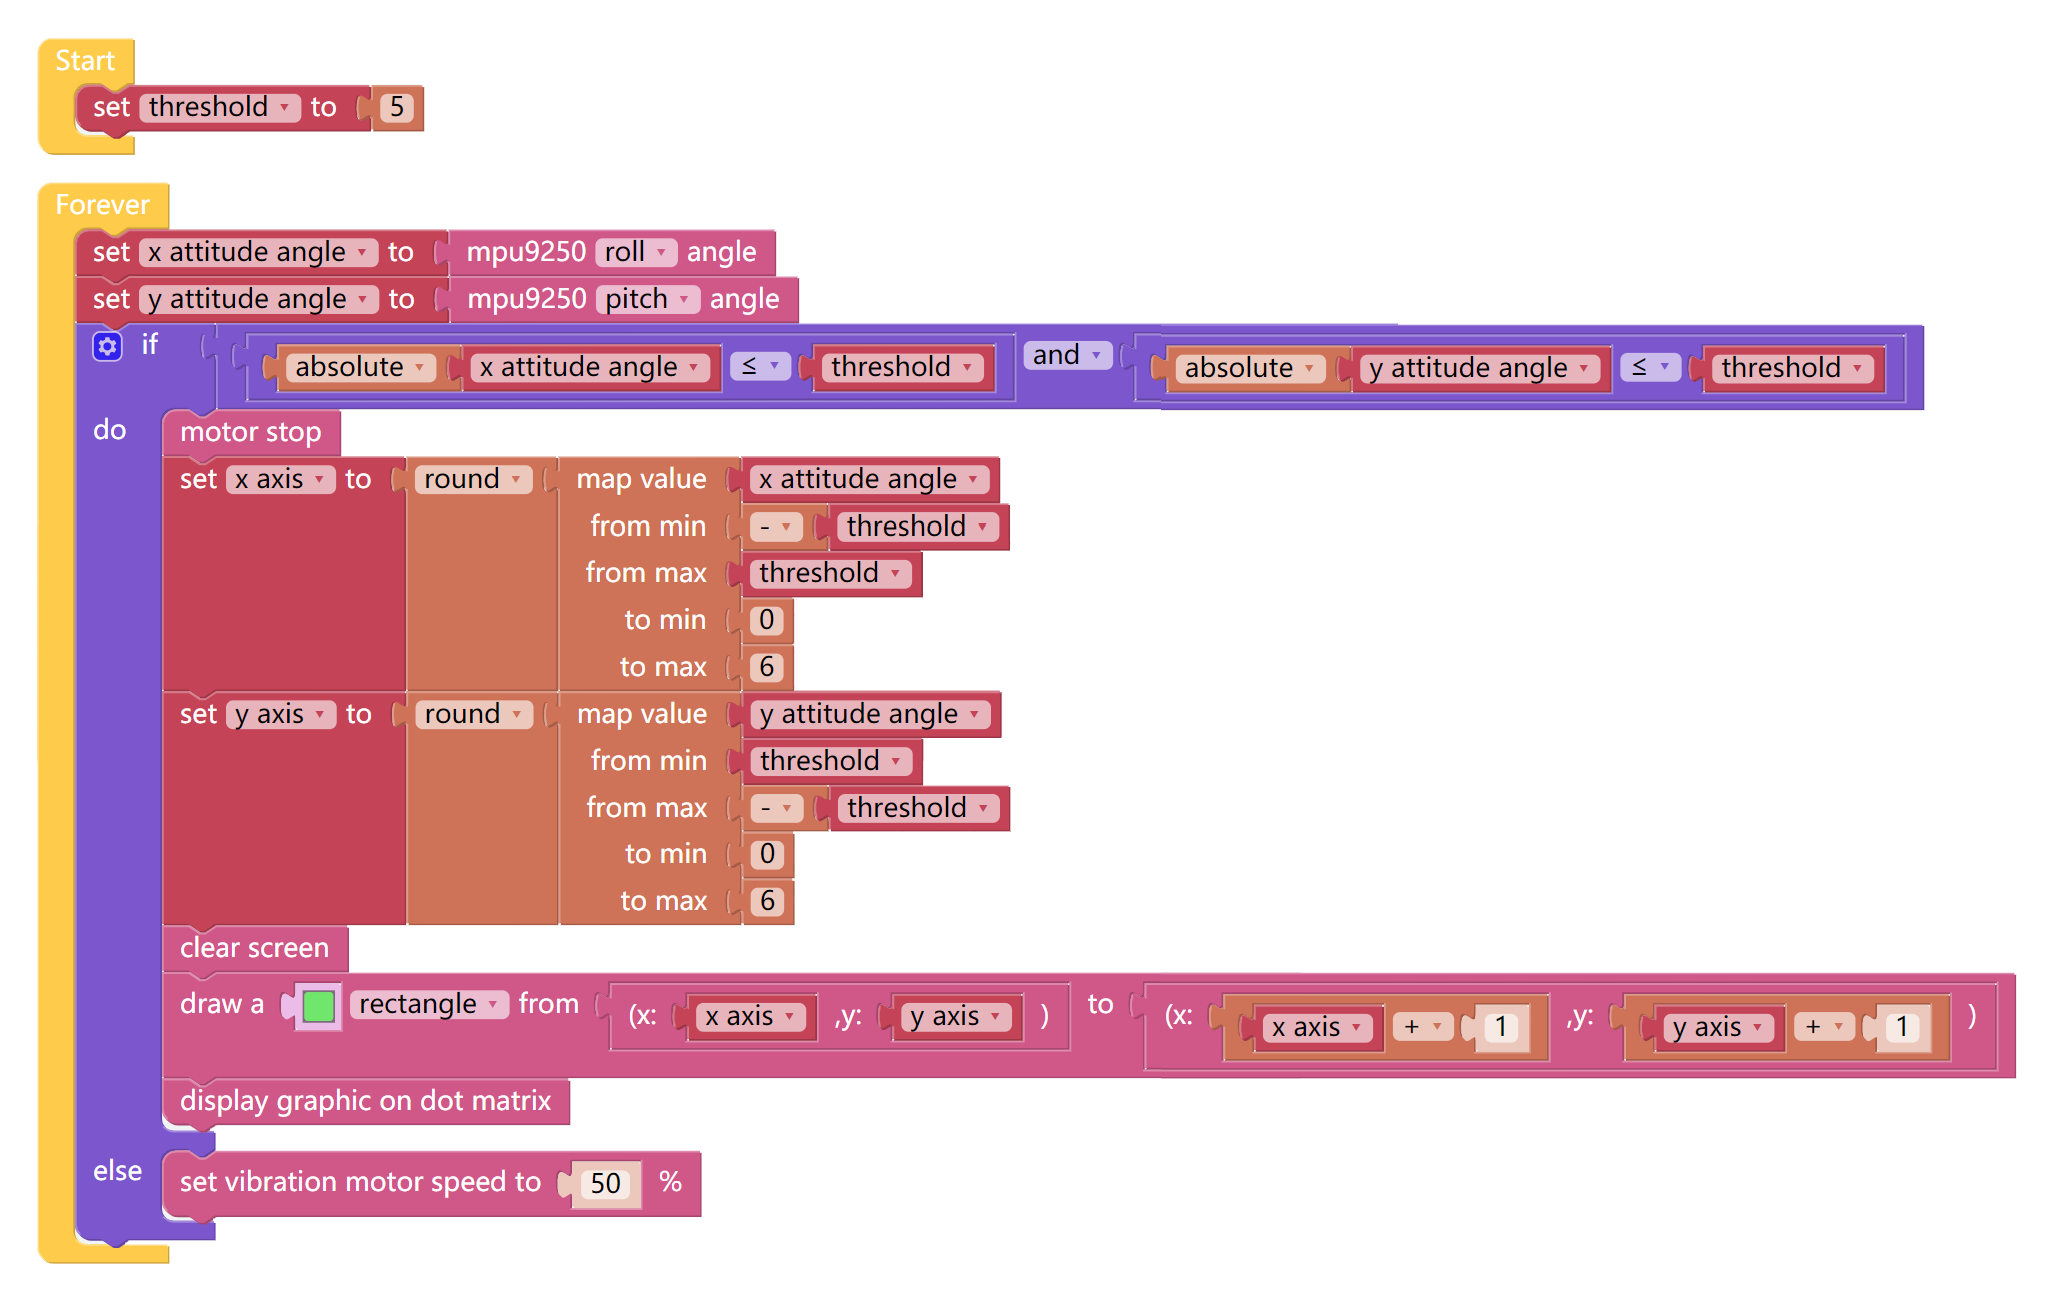 Start
set threshold to 5
Forever
set x attitude angle to mpu9250 roll angle
set y attitude angle to mpu9250 pitch angle
if absolute x attitude angle ≤ threshold and absolute y attitude angle ≤ threshold
do motor stop
set x axis to round map value x attitude angle
from min - threshold
from max threshold
to min 0
to max 6
set y axis to round map value y attitude angle
from min threshold
from max - threshold
to min 0
to max 6
clear screen
draw a rectangle from (x: x axis ,y: y axis ) to (x: x axis + 1 ,y: y axis + 1 )
display graphic on dot matrix
else set vibration motor speed to 50 %